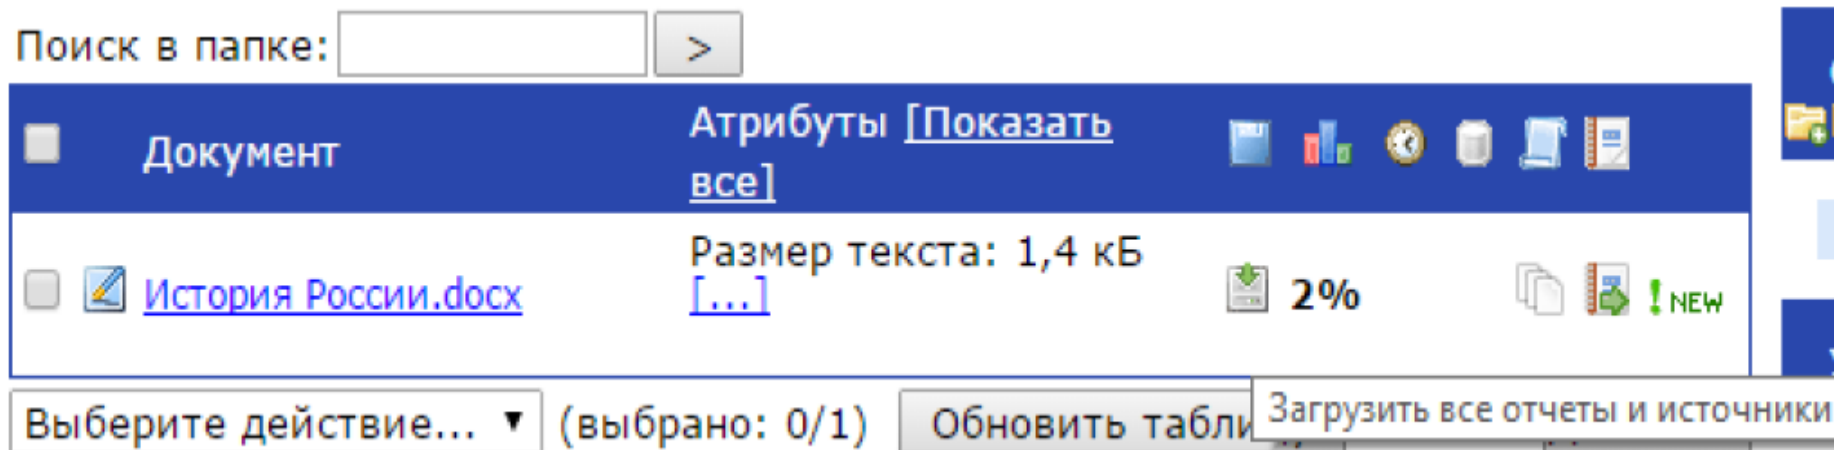 Поиск в папке: >
Документ
Атрибуты [Показать
все]
История России.docx
Размер текста: 1,4 кБ
[...]
2%
! NEW
Выберите действие... ▼ (выбрано: 0/1) Обновить
Загрузить все отчеты и источники